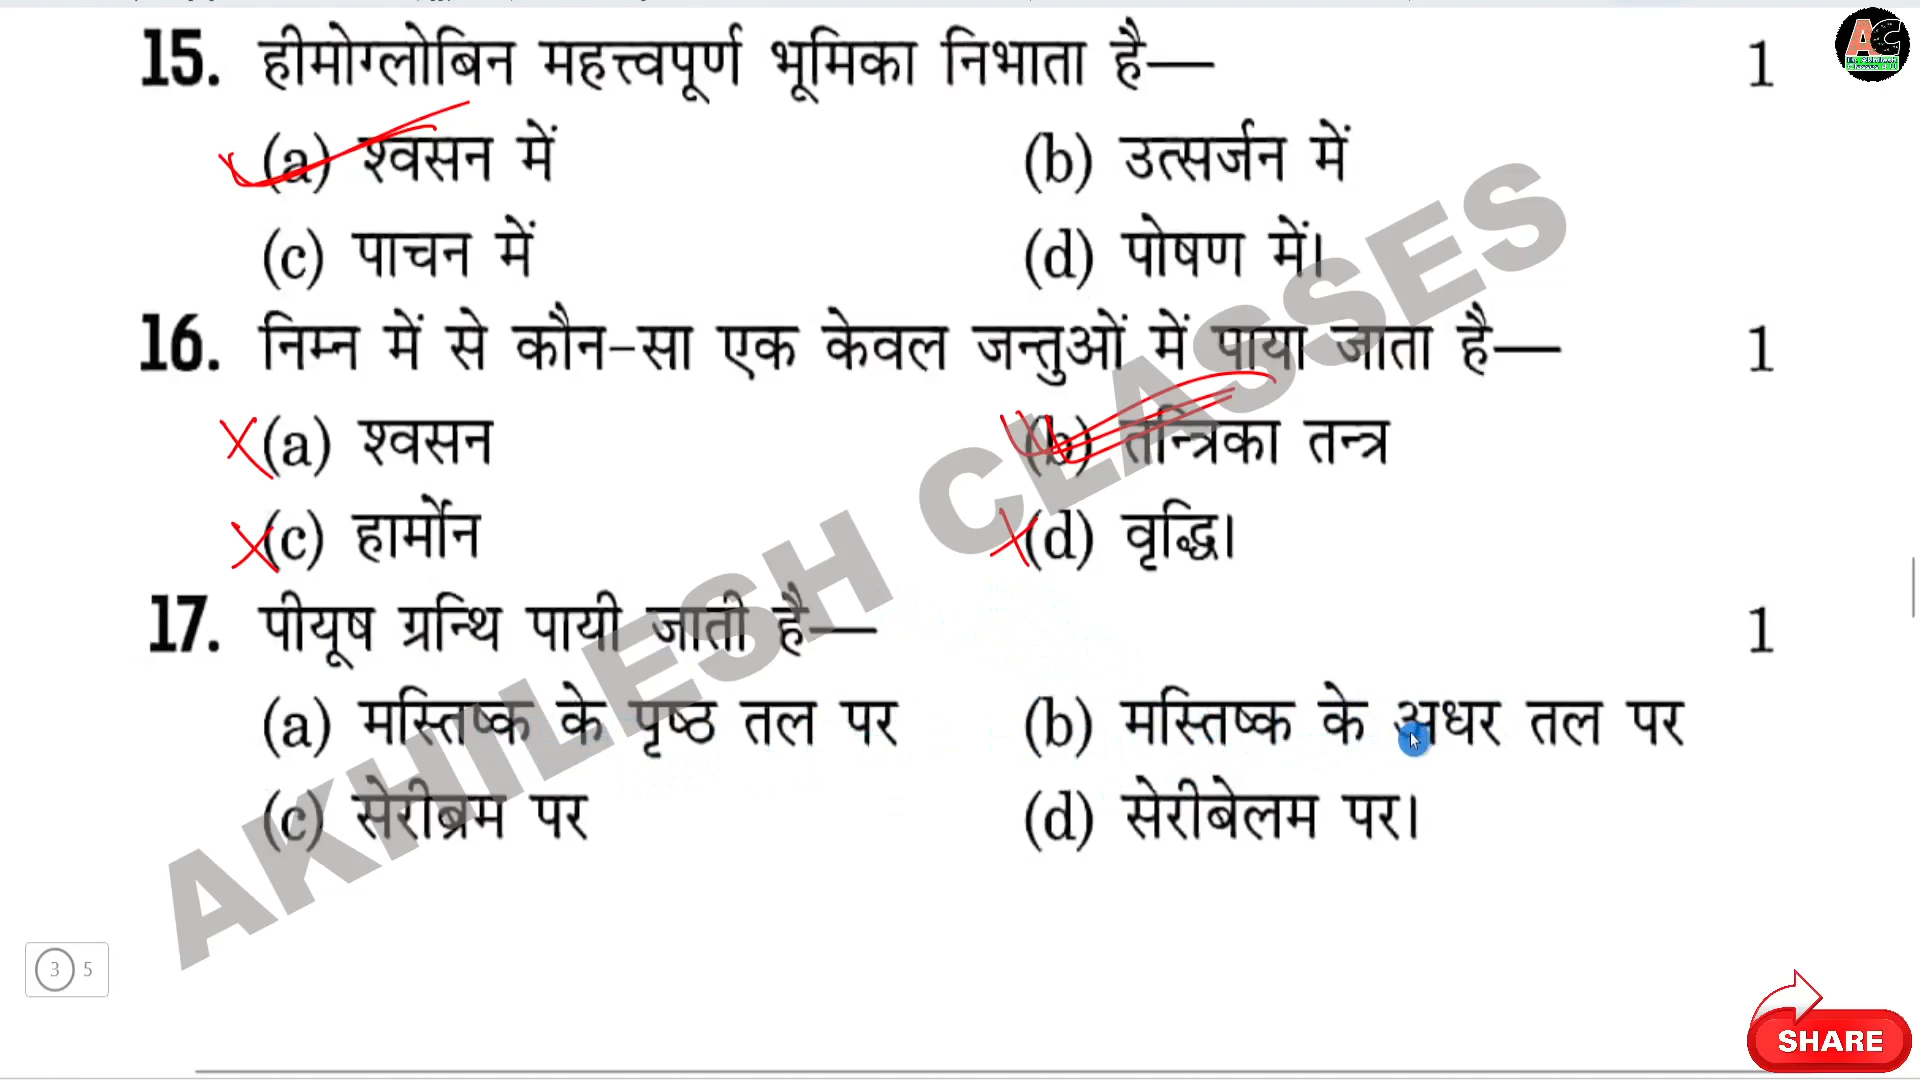 15. हीमोग्लोबिन महत्त्वपूर्ण भूमिका निभाता है— 1
(a) श्वसन में (b) उत्सर्जन में
(c) पाचन में (d) पोषण में।
16. निम्न में से कौन-सा एक केवल जन्तुओं में पाया जाता है— 1
(a) श्वसन (b) तन्त्रिका तन्त्र
(c) हार्मोन (d) वृद्धि।
17. पीयूष ग्रन्थि पायी जाती है— 1
(a) मस्तिष्क के पृष्ठ तल पर (b) मस्तिष्क के अधर तल पर
(c) सेरीब्रम पर (d) सेरीबेलम पर।
AKHILESH CLASSES
3 5
AC
SHARE